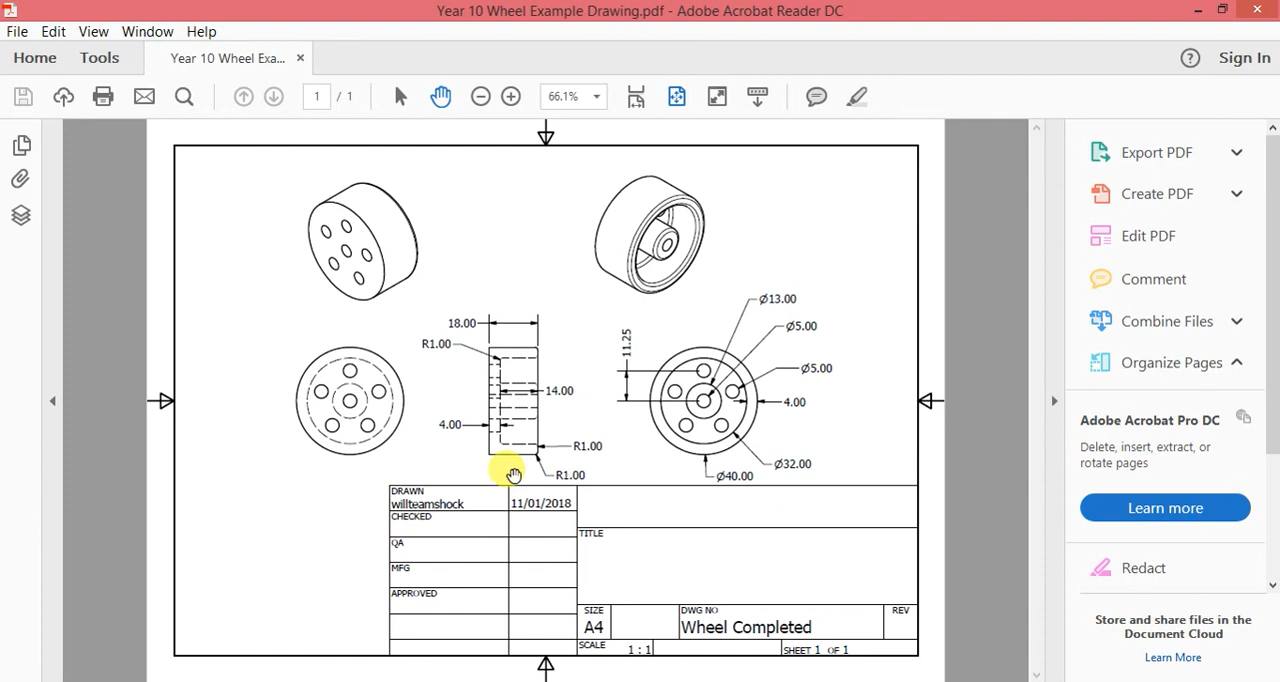 Year 10 Wheel Example Drawing.pdf - Adobe Acrobat Reader DC
File Edit View Window Help
Home Tools Year 10 Wheel Exa... × ? Sign In
1 / 1 66.1%
Export PDF
Create PDF
Edit PDF
Comment
Combine Files
Organize Pages
Adobe Acrobat Pro DC
Delete, insert, extract, or
rotate pages
Learn more
Redact
Store and share files in the
Document Cloud
Learn More
18.00
R1.00
14.00
4.00
R1.00
R1.00
11.25
Ø13.00
Ø5.00
Ø5.00
4.00
Ø32.00
Ø40.00
DRAWN
willteamshock 11/01/2018
CHECKED
QA
MFG
APPROVED
TITLE
SIZE
A4
DWG NO
Wheel Completed
REV
SCALE
1 : 1
SHEET 1 OF 1